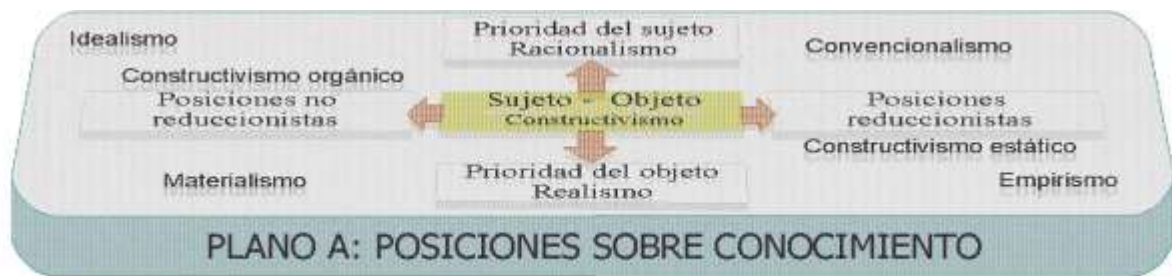 Idealismo
Prioridad del sujeto
Racionalismo
Convencionalismo
Constructivismo orgánico
Posiciones no
reduccionistas
Sujeto - Objeto
Constructivismo
Posiciones
reduccionistas
Constructivismo estático
Materialismo
Prioridad del objeto
Realismo
Empirismo
PLANO A: POSICIONES SOBRE CONOCIMIENTO